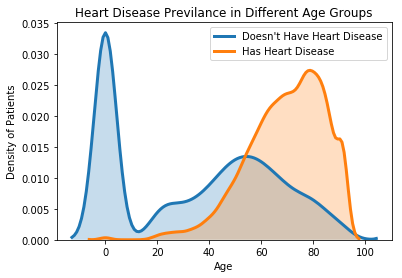 Heart Disease Previlance in Different Age Groups
Doesn't Have Heart Disease
Has Heart Disease
Density of Patients
0.035
0.030
0.025
0.020
0.015
0.010
0.005
0.000
0
20
40
60
80
100
Age